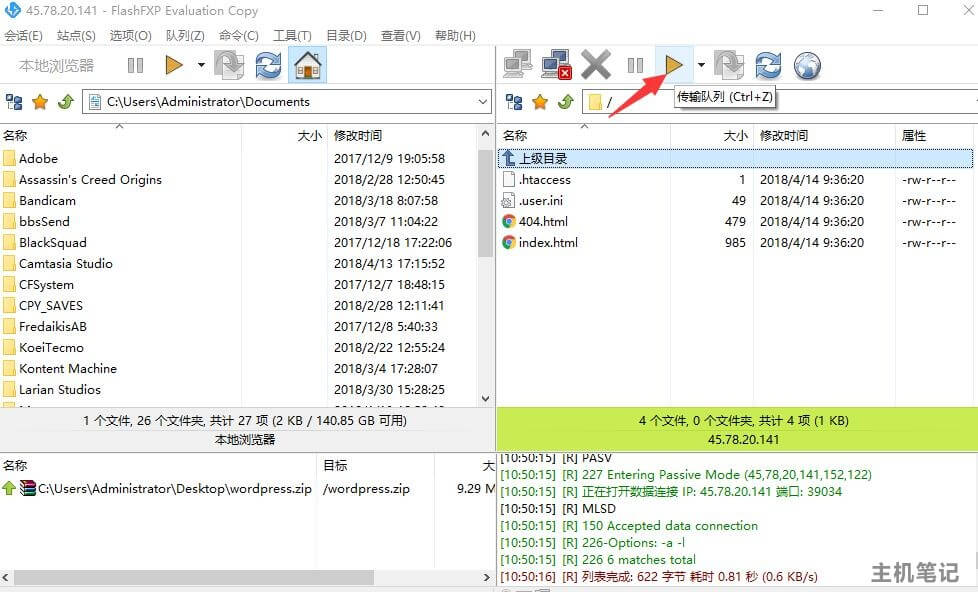 45.78.20.141 - FlashFXP Evaluation Copy
会话(E) 站点(S) 选项(O) 队列(Z) 命令(C) 工具(T) 目录(D) 查看(V) 帮助(H)
本地浏览器
传输队列 (Ctrl+Z)
C:\Users\Administrator\Documents
/
名称 大小 修改时间
Adobe 2017/12/9 19:05:58
Assassin's Creed Origins 2018/2/28 12:50:45
Bandicam 2018/3/18 8:07:58
bbsSend 2018/3/7 11:04:22
BlackSquad 2017/12/18 17:22:06
Camtasia Studio 2018/4/13 17:15:52
CFSystem 2017/12/7 18:48:15
CPY_SAVES 2018/2/28 12:11:41
FredaikisAB 2017/12/8 5:40:33
KoeiTecmo 2018/2/22 12:55:24
Kontent Machine 2018/3/4 17:28:07
Larian Studios 2018/3/30 15:28:25
1 个文件, 26 个文件夹, 共计 27 项 (2 KB / 140.85 GB 可用)
本地浏览器
名称 大小 修改时间 属性
上级目录
.htaccess 1 2018/4/14 9:36:20 -rw-r--r--
.user.ini 49 2018/4/14 9:36:20 -rw-r--r--
404.html 479 2018/4/14 9:36:20 -rw-r--r--
index.html 985 2018/4/14 9:36:20 -rw-r--r--
4 个文件, 0 个文件夹, 共计 4 项 (1 KB)
45.78.20.141
名称 目标 大
C:\Users\Administrator\Desktop\wordpress.zip /wordpress.zip 9.29 M
[10:50:15] [R] PASV
[10:50:15] [R] 227 Entering Passive Mode (45,78,20,141,152,122)
[10:50:15] [R] 正在打开数据连接 IP: 45.78.20.141 端口: 39034
[10:50:15] [R] MLSD
[10:50:15] [R] 150 Accepted data connection
[10:50:15] [R] 226-Options: -a -l
[10:50:15] [R] 226 6 matches total
[10:50:16] [R] 列表完成: 622 字节 耗时 0.81 秒 (0.6 KB/s)
主机笔记